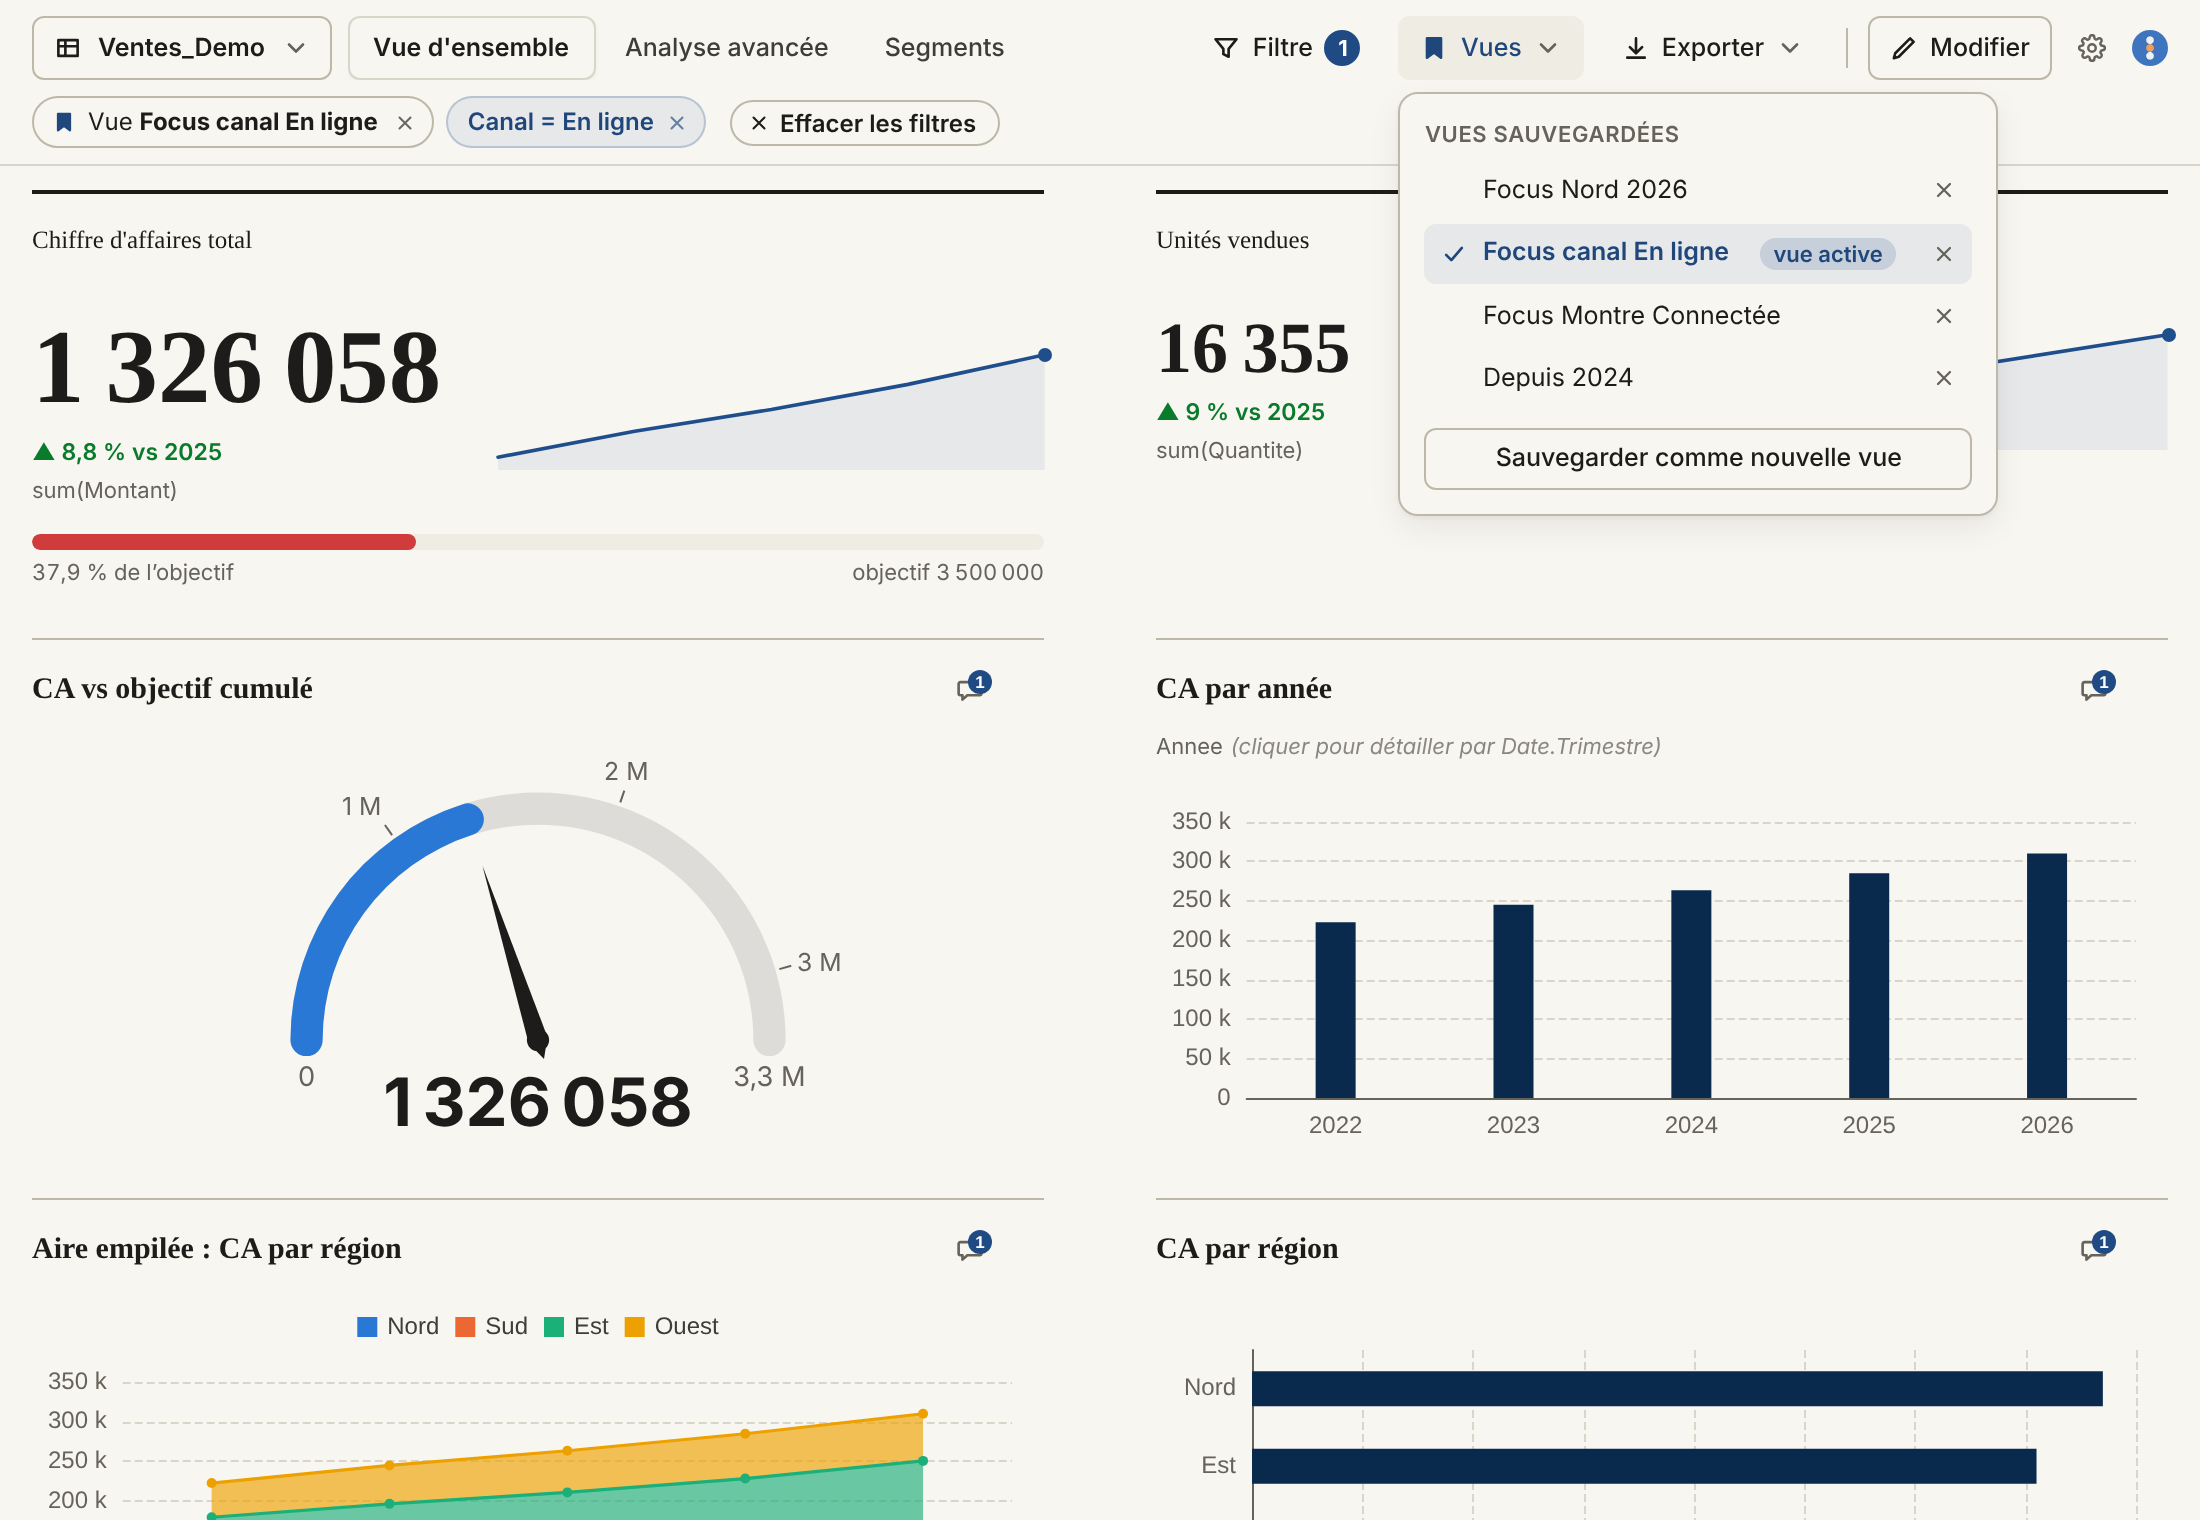 Ventes_Demo
Vue d'ensemble
Analyse avancée
Segments
Filtre 1
Vues
Exporter
Modifier
Vue Focus canal En ligne
Canal = En ligne
Effacer les filtres
VUES SAUVEGARDÉES
Focus Nord 2026
Focus canal En ligne vue active
Focus Montre Connectée
Depuis 2024
Sauvegarder comme nouvelle vue
Chiffre d'affaires total
1 326 058
▲ 8,8 % vs 2025
sum(Montant)
37,9 % de l’objectif
objectif 3 500 000
Unités vendues
16 355
▲ 9 % vs 2025
sum(Quantite)
CA vs objectif cumulé
1
0
1 M
2 M
3 M
3,3 M
1 326 058
CA par année
1
Annee (cliquer pour détailler par Date.Trimestre)
350 k
300 k
250 k
200 k
150 k
100 k
50 k
0
2022
2023
2024
2025
2026
Aire empilée : CA par région
1
Nord
Sud
Est
Ouest
350 k
300 k
250 k
200 k
CA par région
1
Nord
Est